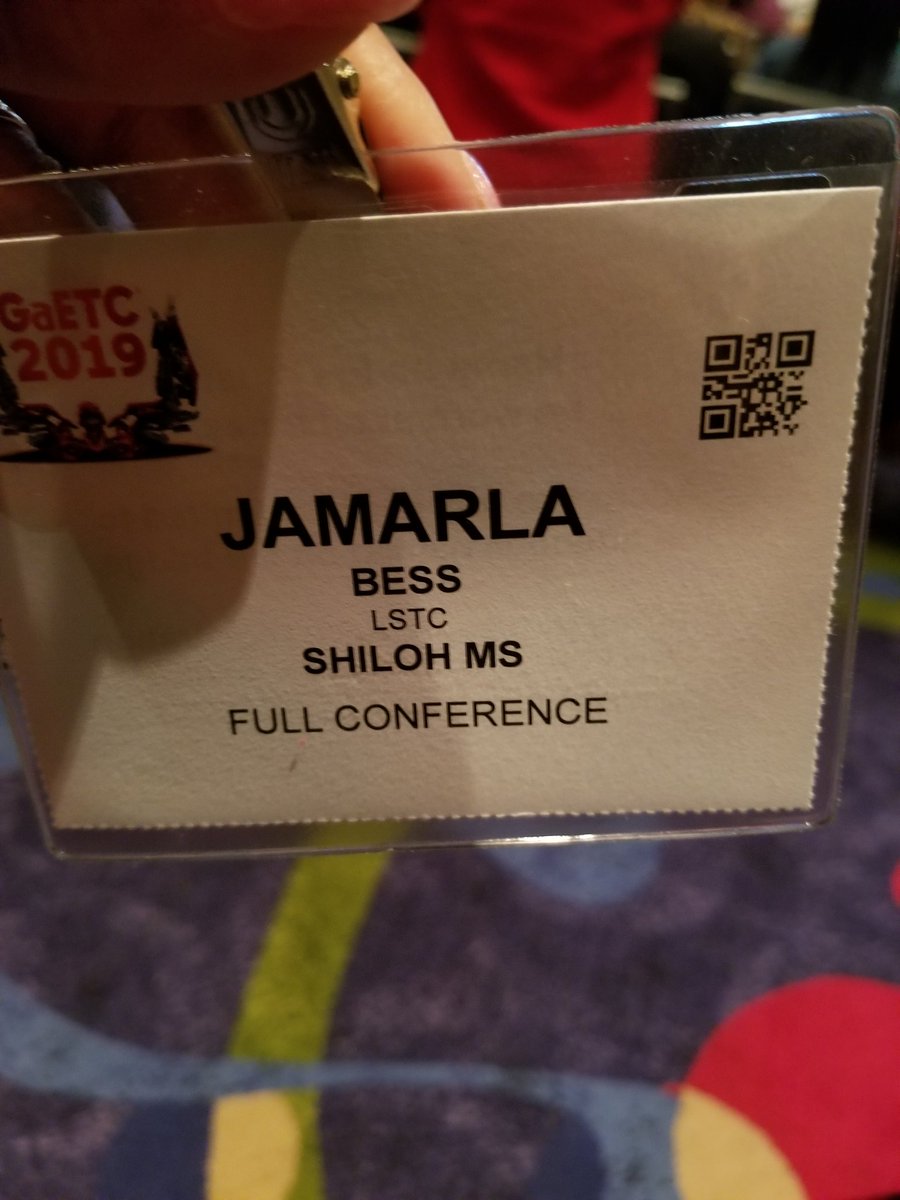 GaETC
2019
JAMARLA
BESS
LSTC
SHILOH MS
FULL CONFERENCE